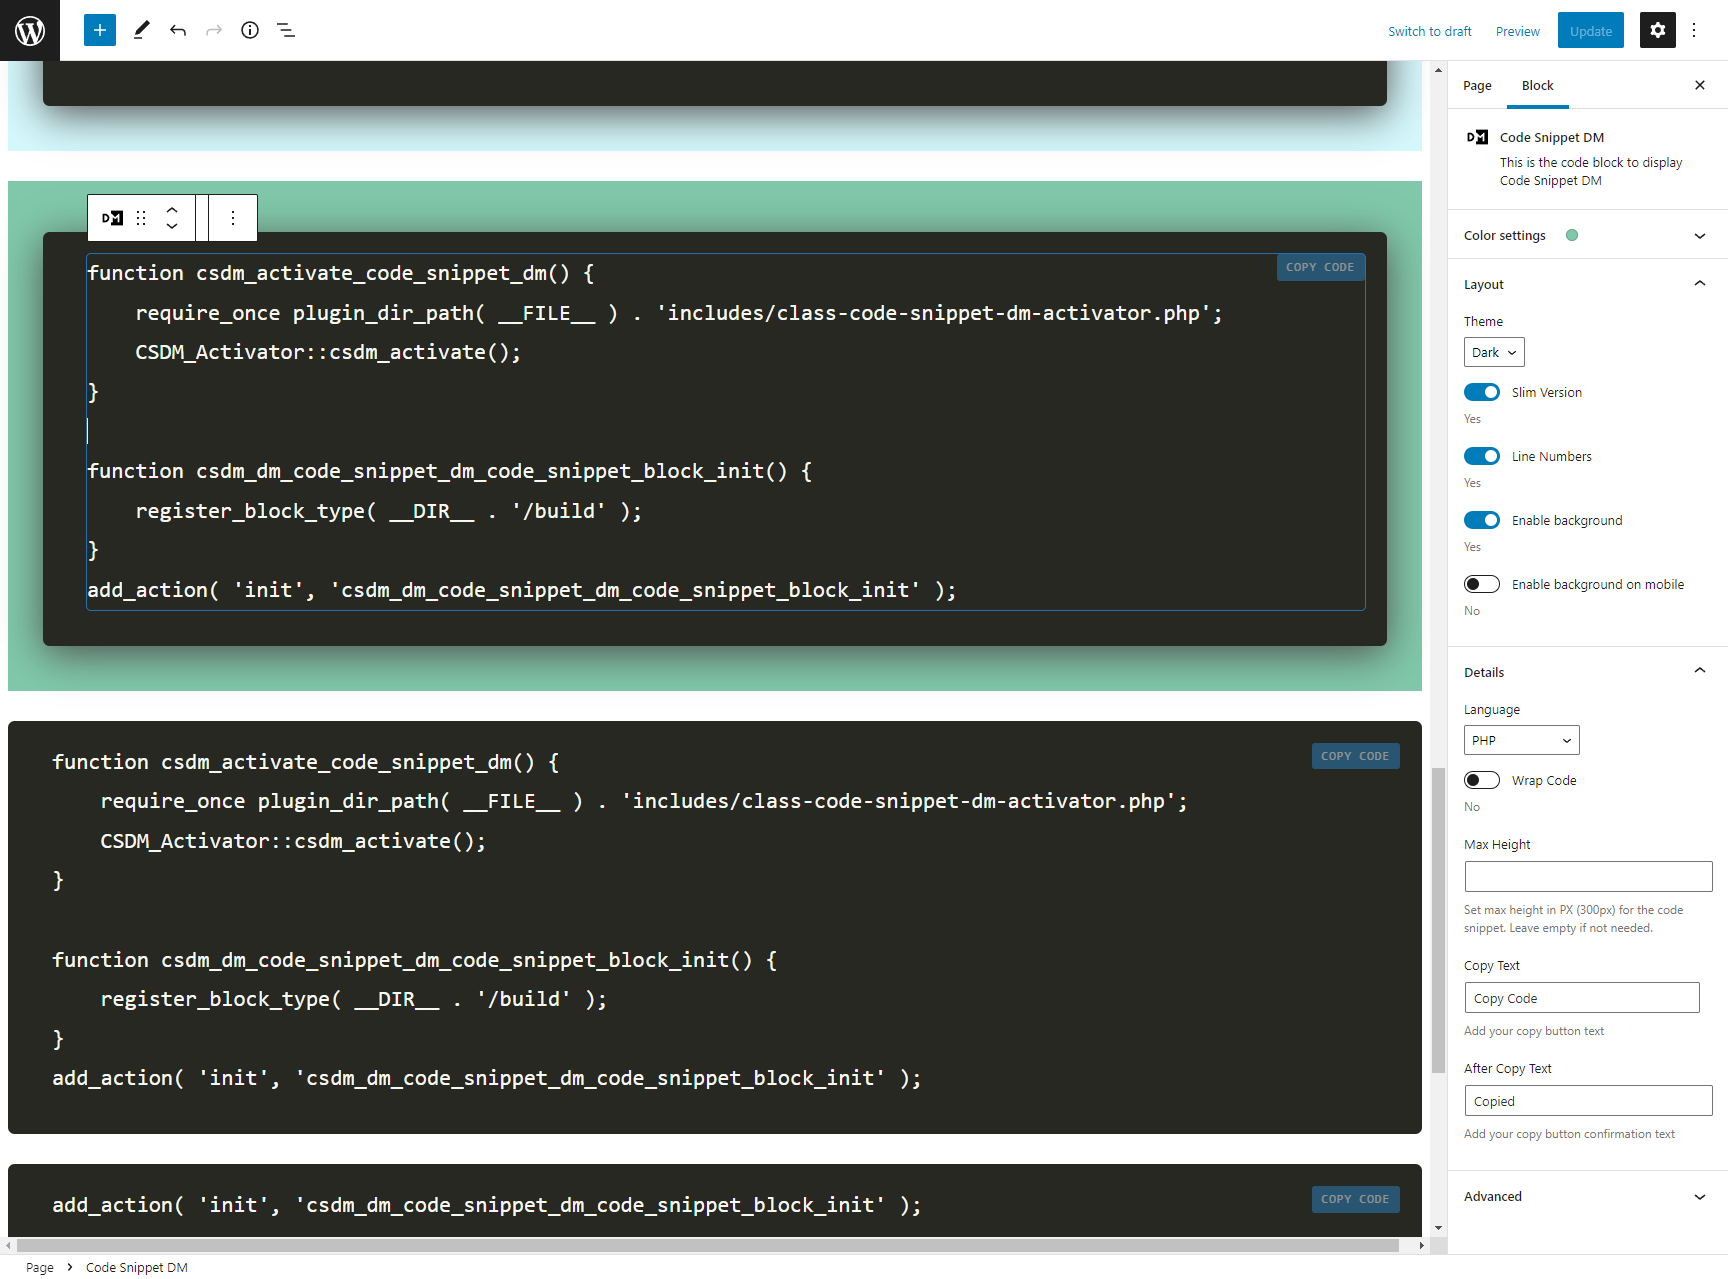 Switch to draft
Preview
Update
function csdm_activate_code_snippet_dm() {
COPY CODE
    require_once plugin_dir_path( __FILE__ ) . 'includes/class-code-snippet-dm-activator.php';
    CSDM_Activator::csdm_activate();
}
function csdm_dm_code_snippet_dm_code_snippet_block_init() {
    register_block_type( __DIR__ . '/build' );
}
add_action( 'init', 'csdm_dm_code_snippet_dm_code_snippet_block_init' );
function csdm_activate_code_snippet_dm() {
COPY CODE
    require_once plugin_dir_path( __FILE__ ) . 'includes/class-code-snippet-dm-activator.php';
    CSDM_Activator::csdm_activate();
}
function csdm_dm_code_snippet_dm_code_snippet_block_init() {
    register_block_type( __DIR__ . '/build' );
}
add_action( 'init', 'csdm_dm_code_snippet_dm_code_snippet_block_init' );
add_action( 'init', 'csdm_dm_code_snippet_dm_code_snippet_block_init' );
COPY CODE
Page
Block
DM Code Snippet DM
This is the code block to display
Code Snippet DM
Color settings
Layout
Theme
Dark
Slim Version
Yes
Line Numbers
Yes
Enable background
Yes
Enable background on mobile
No
Details
Language
PHP
Wrap Code
No
Max Height
Set max height in PX (300px) for the code
snippet. Leave empty if not needed.
Copy Text
Copy Code
Add your copy button text
After Copy Text
Copied
Add your copy button confirmation text
Advanced
Page > Code Snippet DM
DM